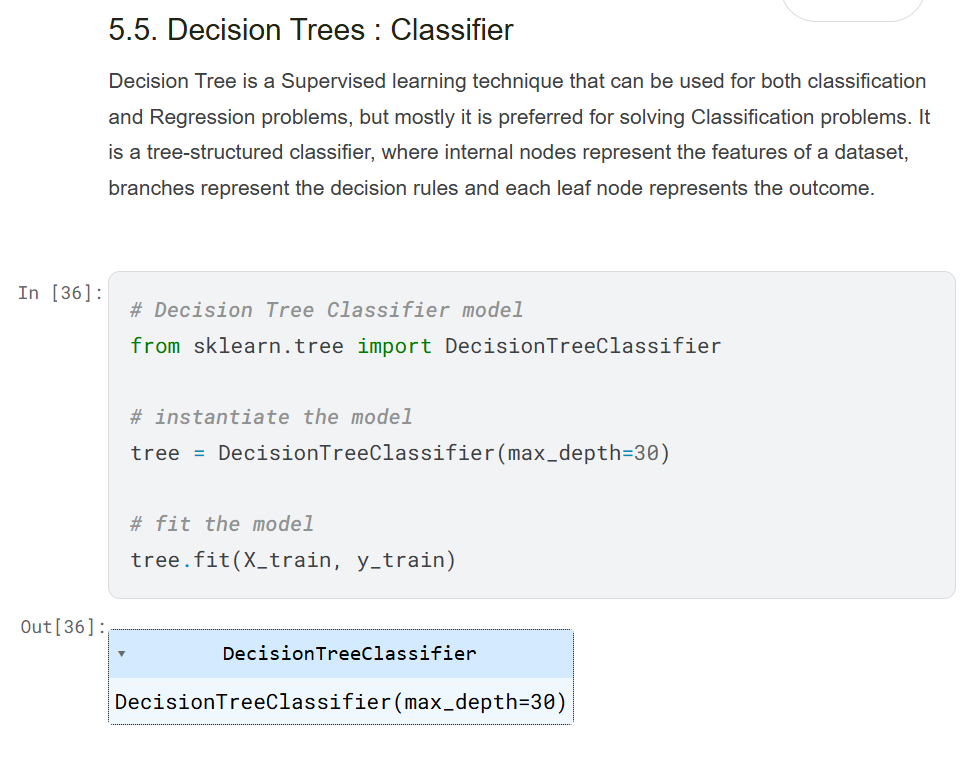 5.5. Decision Trees : Classifier
Decision Tree is a Supervised learning technique that can be used for both classification
and Regression problems, but mostly it is preferred for solving Classification problems. It
is a tree-structured classifier, where internal nodes represent the features of a dataset,
branches represent the decision rules and each leaf node represents the outcome.
In [36]:
# Decision Tree Classifier model
from sklearn.tree import DecisionTreeClassifier
# instantiate the model
tree = DecisionTreeClassifier(max_depth=30)
# fit the model
tree.fit(X_train, y_train)
Out[36]:
▾ DecisionTreeClassifier
DecisionTreeClassifier(max_depth=30)